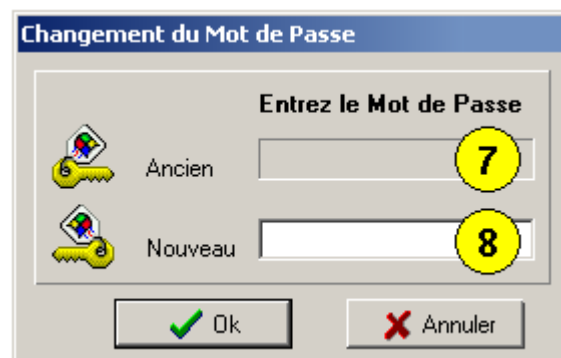 Changement du Mot de Passe
Entrez le Mot de Passe
Ancien
7
Nouveau
8
Ok
Annuler